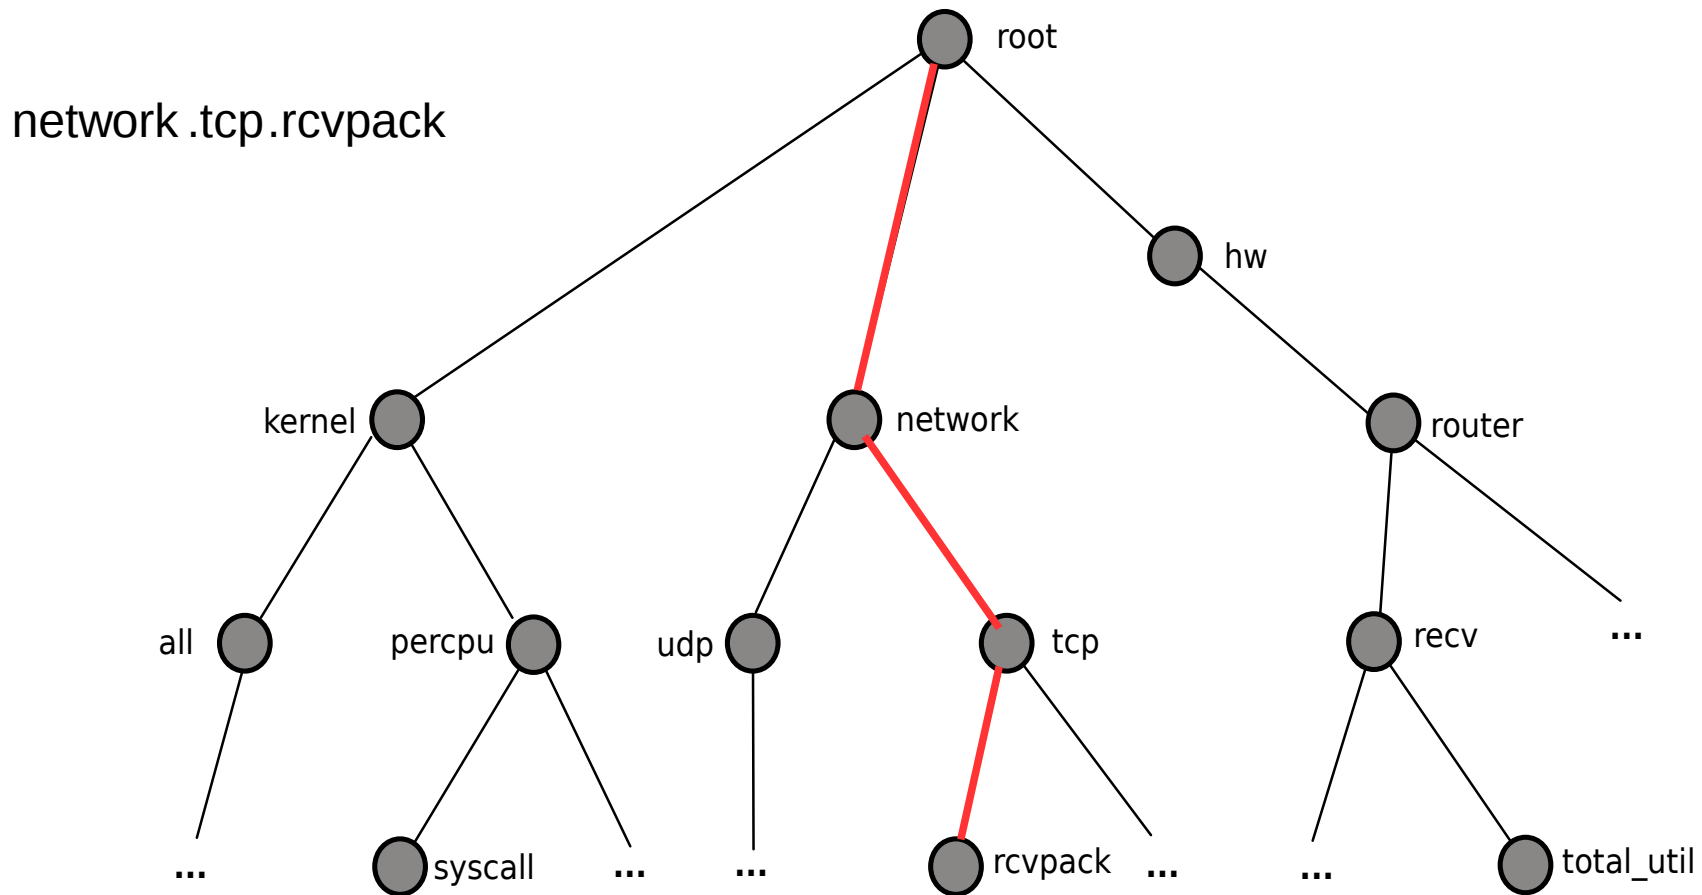 root
network .tcp.rcvpack
hw
kernel
network
router
all
percpu
udp
tcp
recv
...
...
syscall
...
...
rcvpack
...
...
total_util